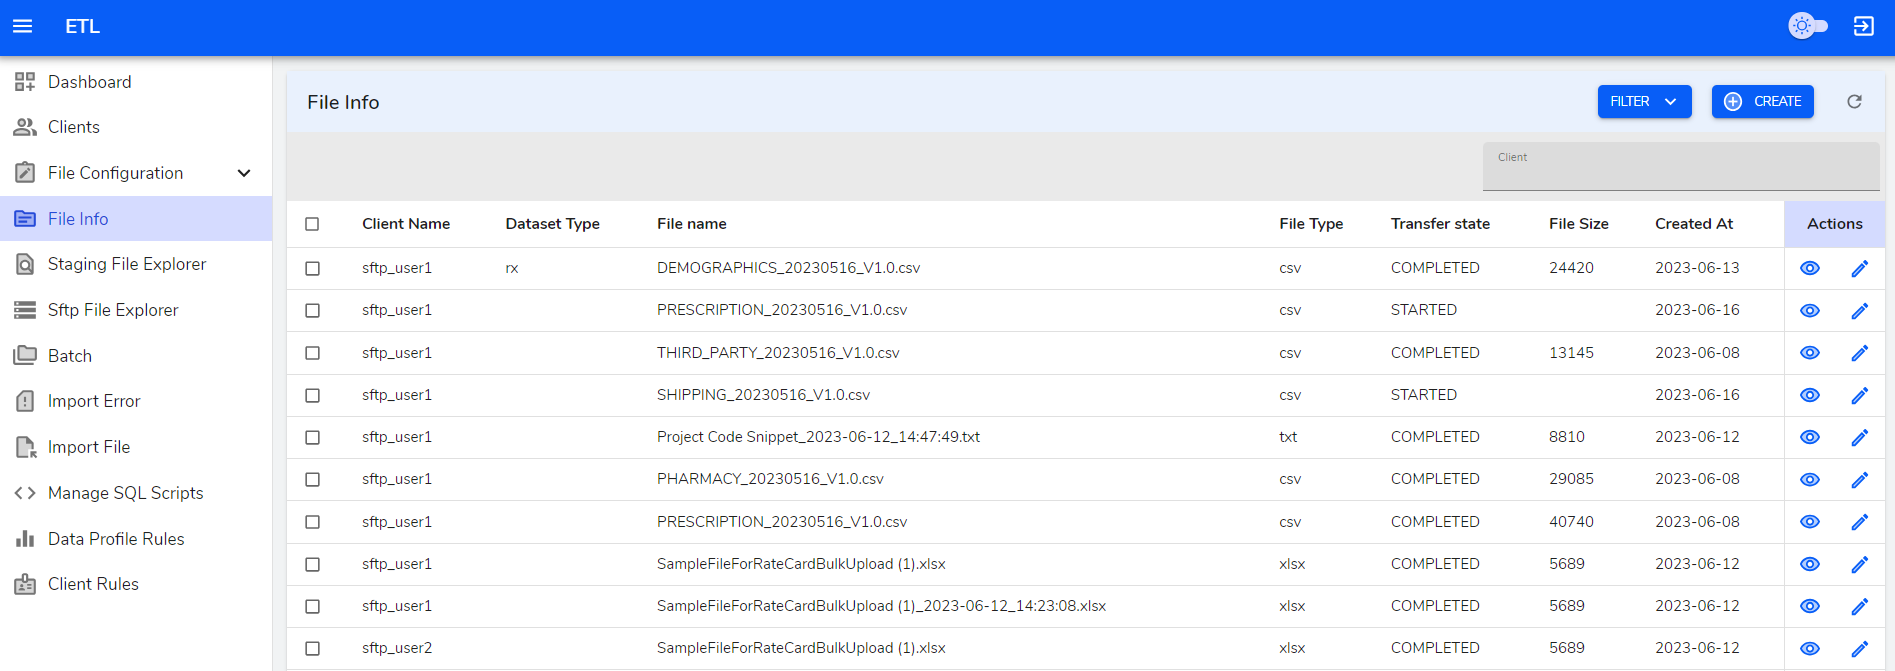 ETL
Dashboard
Clients
File Configuration
File Info
Staging File Explorer
Sftp File Explorer
Batch
Import Error
Import File
Manage SQL Scripts
Data Profile Rules
Client Rules
File Info
FILTER
CREATE
Client
Client Name Dataset Type File name File Type Transfer state File Size Created At Actions
sftp_user1 rx DEMOGRAPHICS_20230516_V1.0.csv csv COMPLETED 24420 2023-06-13
sftp_user1 PRESCRIPTION_20230516_V1.0.csv csv STARTED 2023-06-16
sftp_user1 THIRD_PARTY_20230516_V1.0.csv csv COMPLETED 13145 2023-06-08
sftp_user1 SHIPPING_20230516_V1.0.csv csv STARTED 2023-06-16
sftp_user1 Project Code Snippet_2023-06-12_14:47:49.txt txt COMPLETED 8810 2023-06-12
sftp_user1 PHARMACY_20230516_V1.0.csv csv COMPLETED 29085 2023-06-08
sftp_user1 PRESCRIPTION_20230516_V1.0.csv csv COMPLETED 40740 2023-06-08
sftp_user1 SampleFileForRateCardBulkUpload (1).xlsx xlsx COMPLETED 5689 2023-06-12
sftp_user1 SampleFileForRateCardBulkUpload (1)_2023-06-12_14:23:08.xlsx xlsx COMPLETED 5689 2023-06-12
sftp_user2 SampleFileForRateCardBulkUpload (1).xlsx xlsx COMPLETED 5689 2023-06-12